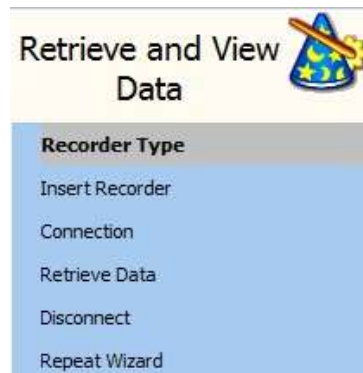 Retrieve and View
Data
Recorder Type
Insert Recorder
Connection
Retrieve Data
Disconnect
Repeat Wizard